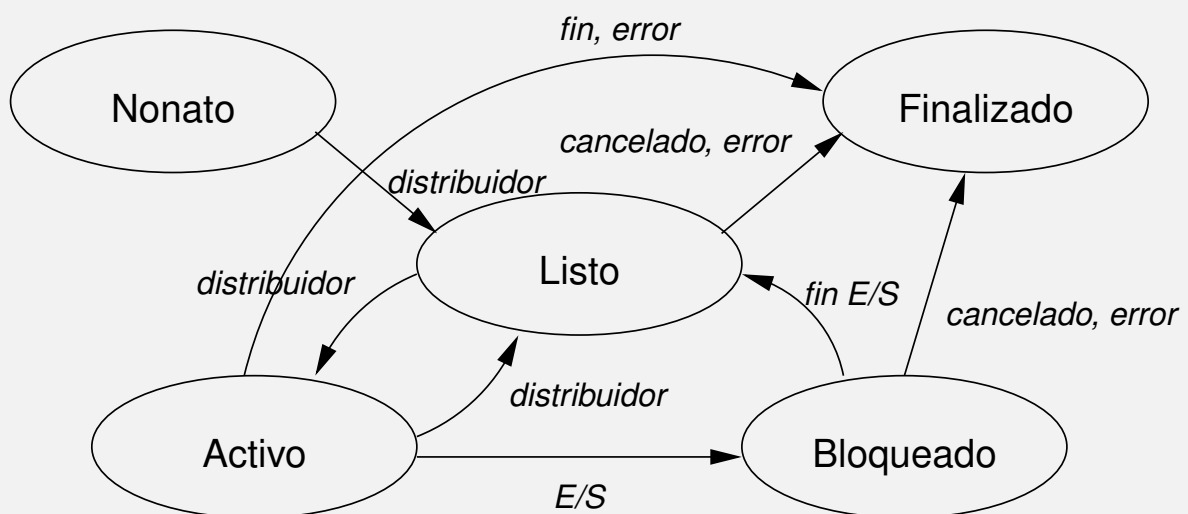 fin, error
Nonato
Finalizado
cancelado, error
distribuidor
Listo
distribuidor
fin E/S
cancelado, error
distribuidor
Activo
Bloqueado
E/S